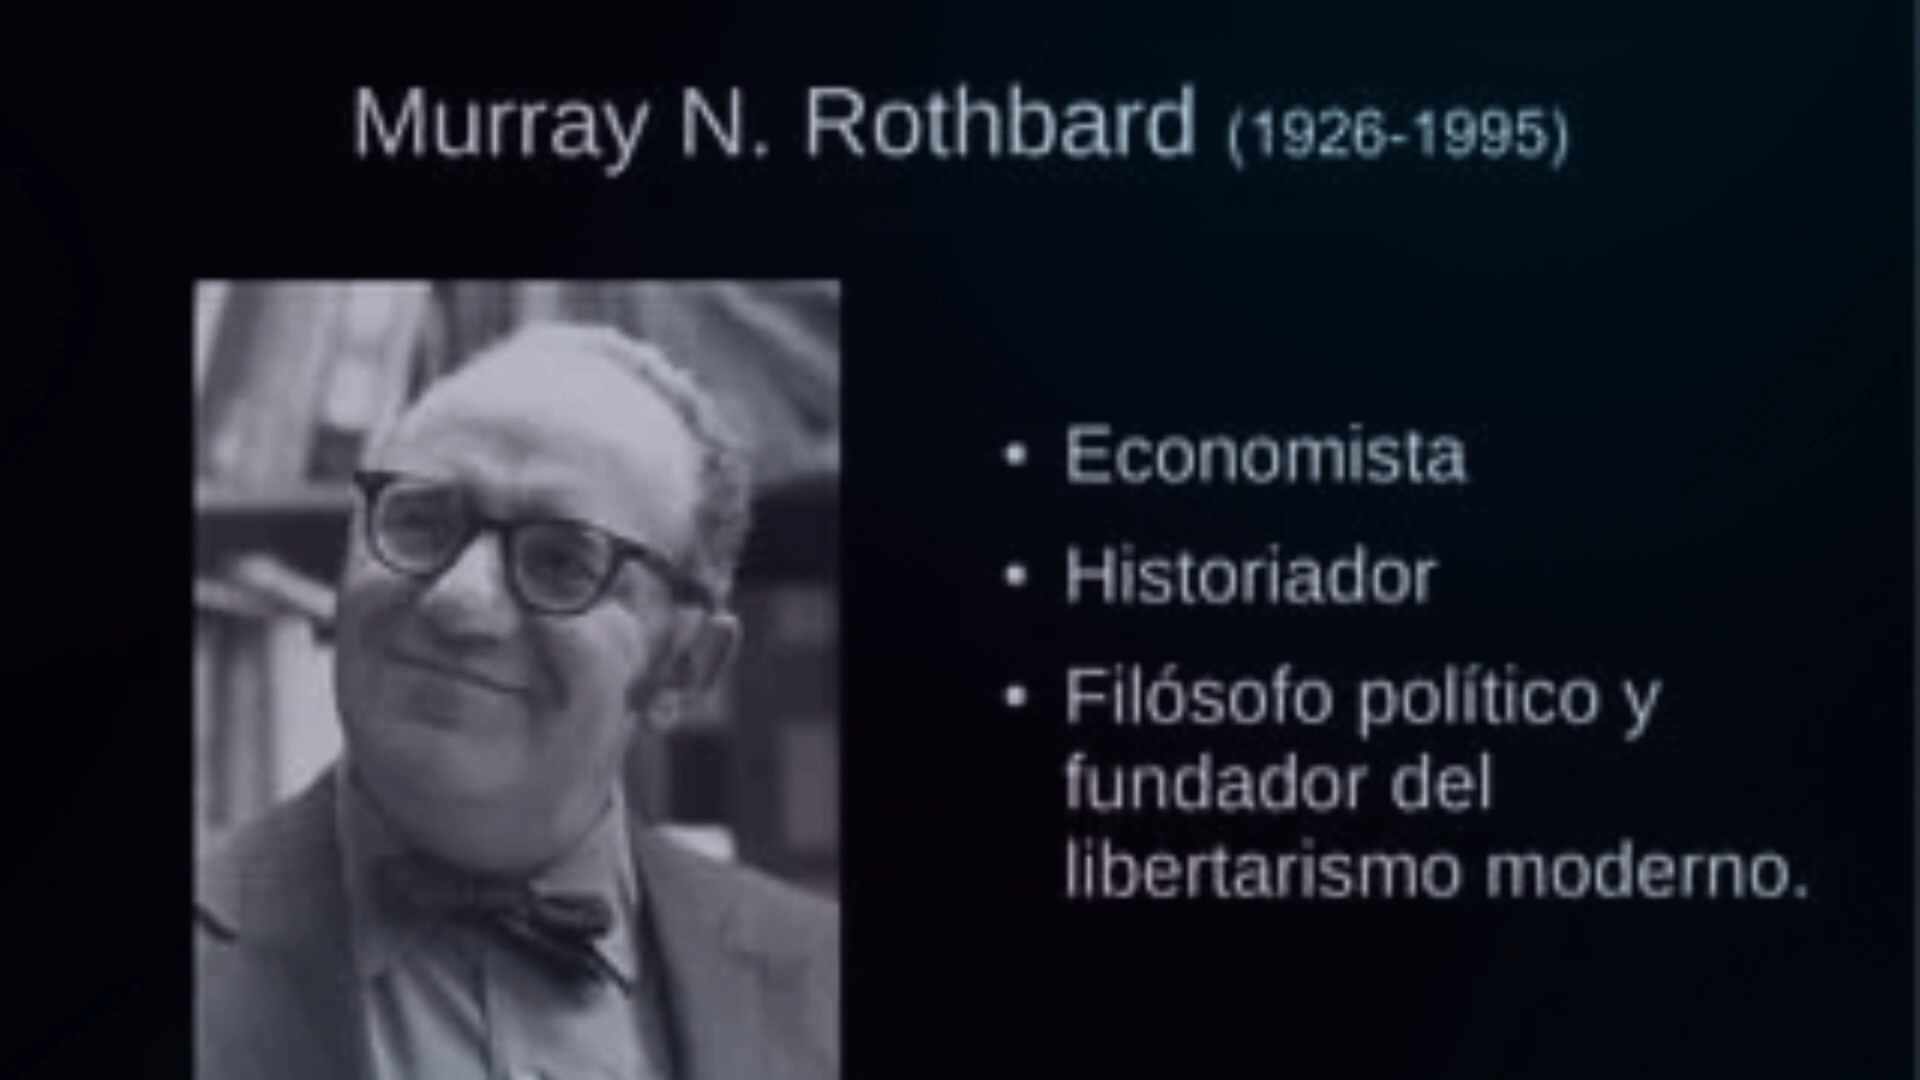 Murray N. Rothbard (1926-1995)
• Economista
• Historiador
• Filósofo político y
fundador del
libertarismo moderno.